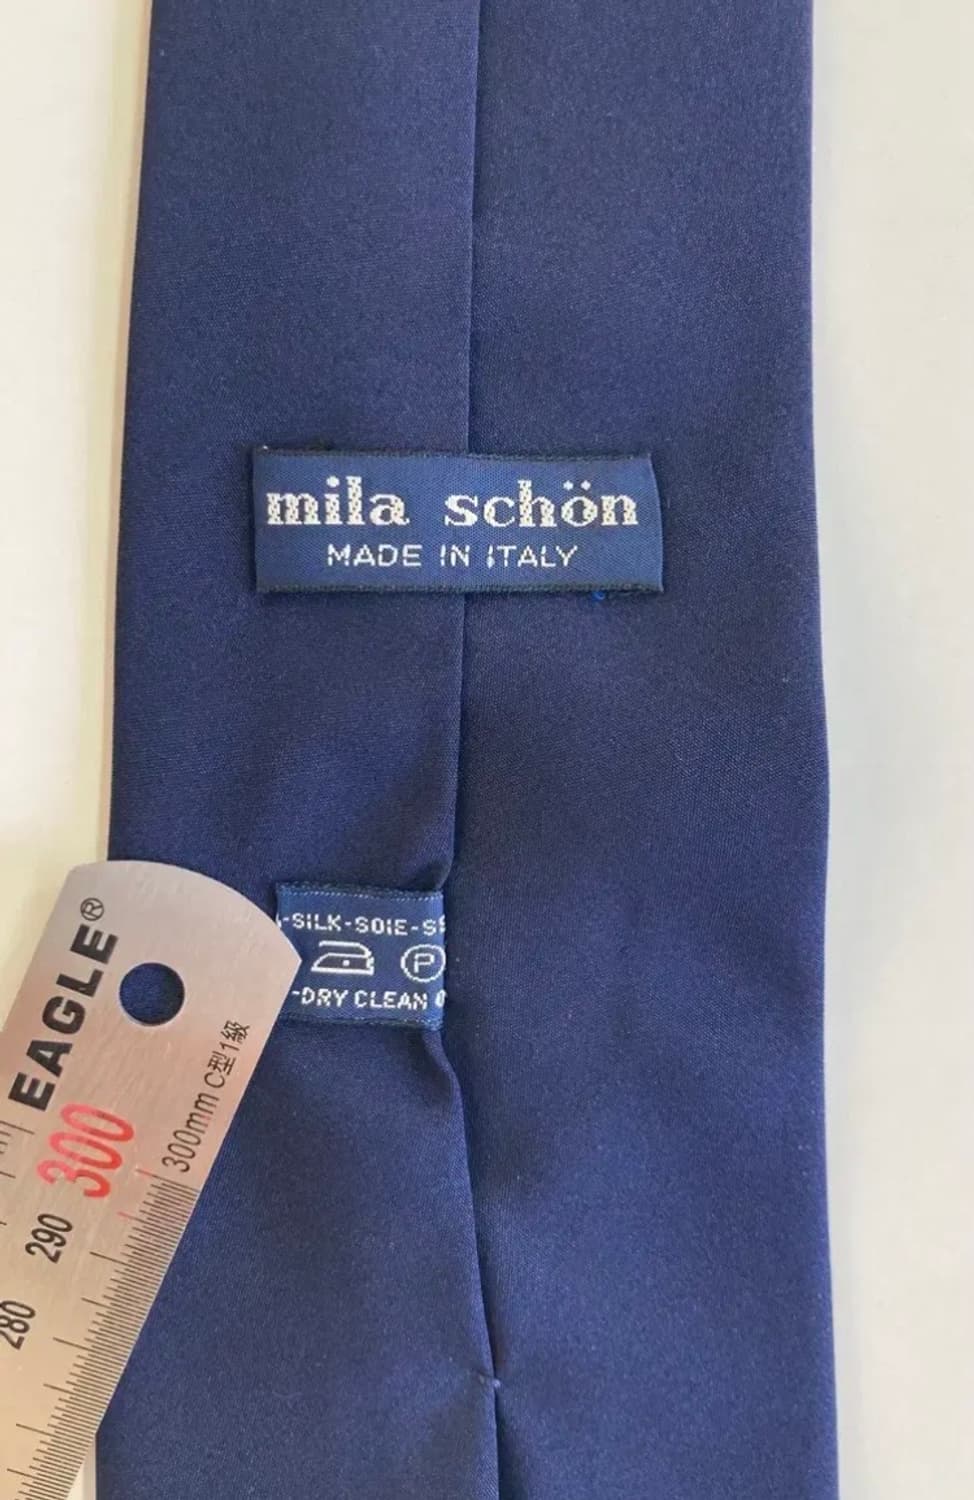 mila schön
MADE IN ITALY
-SILK-SOIE-S
P
-DRY CLEAN
EAGLE®
300mm C型1級
300
290
280